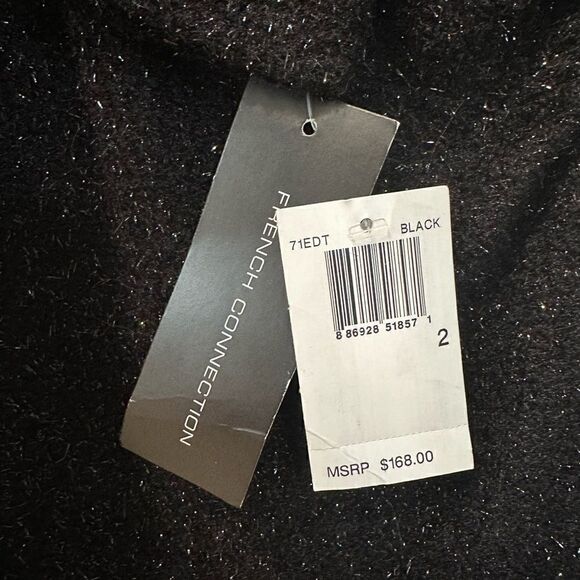 FRENCH CONNECTION
71EDT BLACK
8 86928 51857 1
2
MSRP $168.00